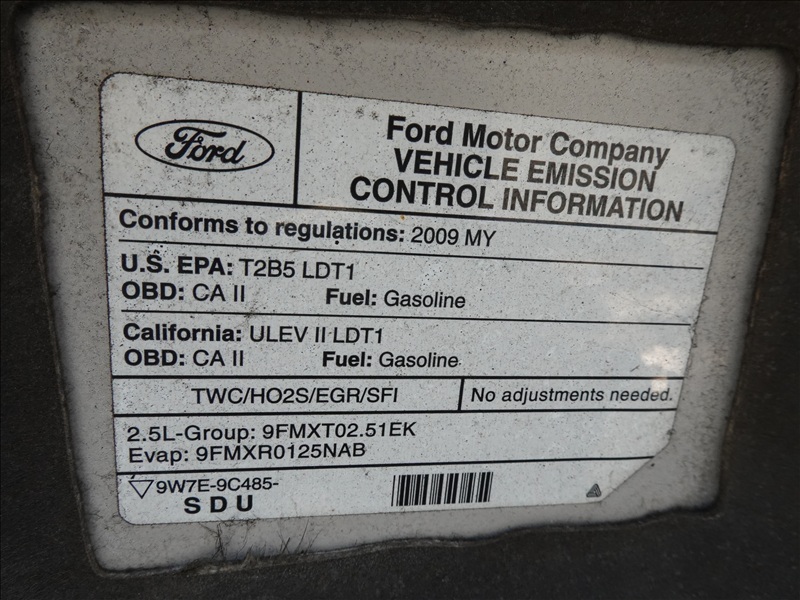 Ford
Ford Motor Company
VEHICLE EMISSION
CONTROL INFORMATION
Conforms to regulations: 2009 MY
U.S. EPA: T2B5 LDT1
OBD: CA II Fuel: Gasoline
California: ULEV II LDT1
OBD: CA II Fuel: Gasoline
TWC/HO2S/EGR/SFI No adjustments needed.
2.5L-Group: 9FMXT02.51EK
Evap: 9FMXR0125NAB
9W7E-9C485-
SDU